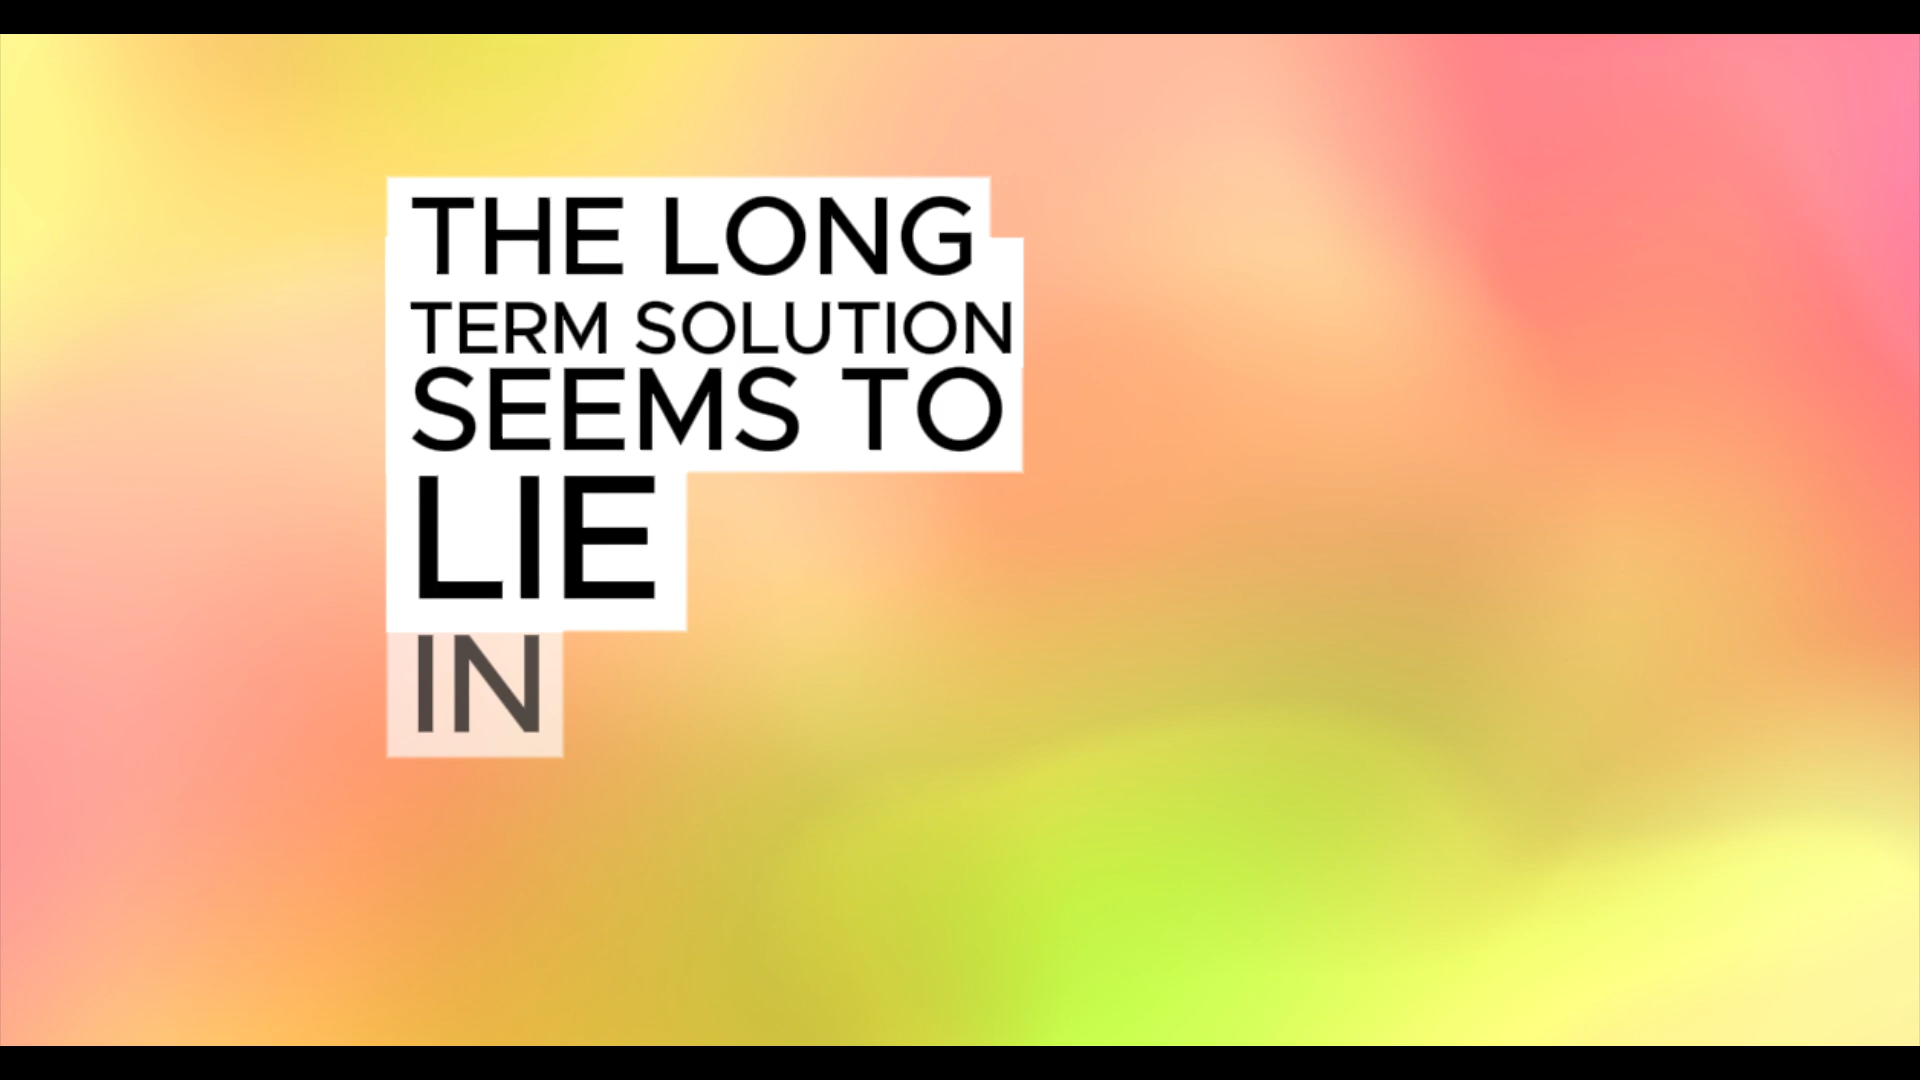 THE LONG
TERM SOLUTION
SEEMS TO
LIE
IN